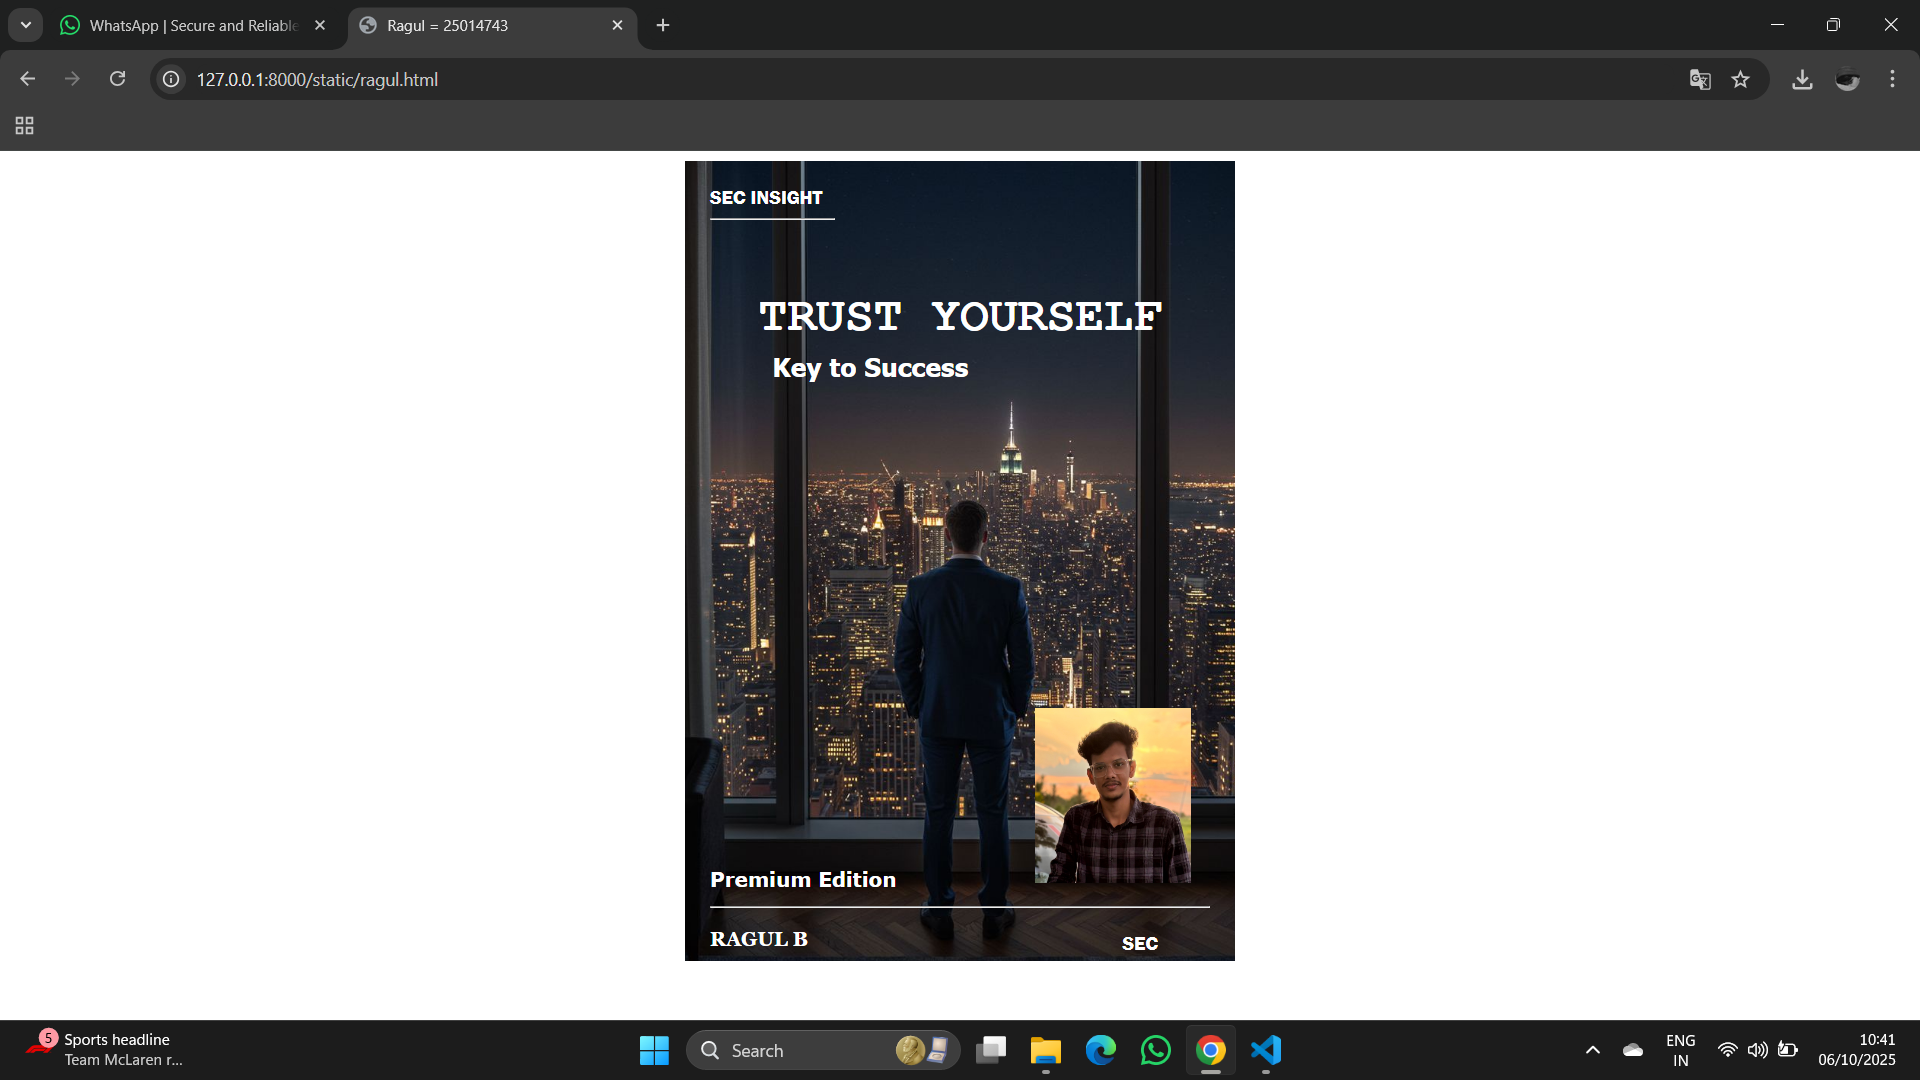 WhatsApp | Secure and Reliable
Ragul = 25014743
127.0.0.1:8000/static/ragul.html
SEC INSIGHT
TRUST YOURSELF
Key to Success
Premium Edition
RAGUL B
SEC
5
Sports headline
Team McLaren r...
Search
ENG
IN
10:41
06/10/2025